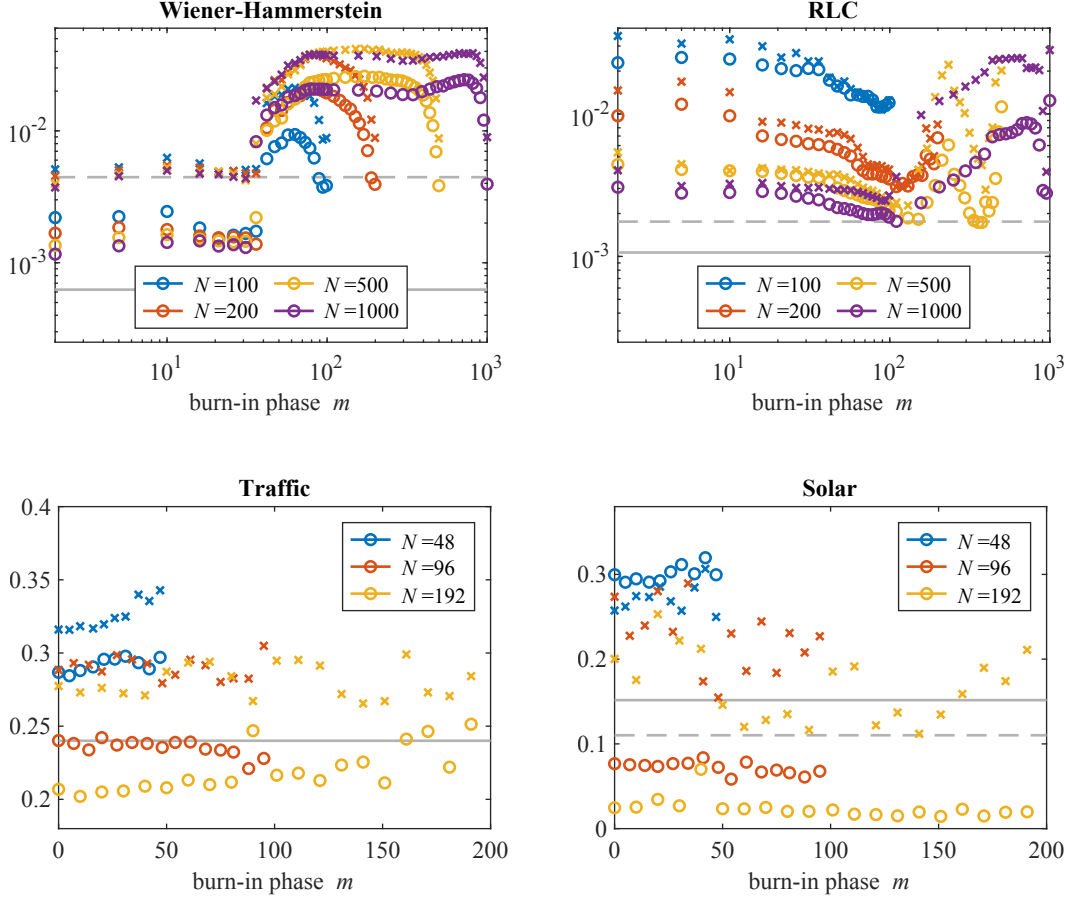 Wiener-Hammerstein
10^-2
10^-3
N =100
N =500
N =200
N =1000
10^1
10^2
10^3
burn-in phase m
RLC
10^-2
10^-3
N =100
N =500
N =200
N =1000
10^1
10^2
10^3
burn-in phase m
Traffic
0.4
0.35
0.3
0.25
0.2
N =48
N =96
N =192
0
50
100
150
200
burn-in phase m
Solar
0.3
0.2
0.1
0
N =48
N =96
N =192
0
50
100
150
200
burn-in phase m